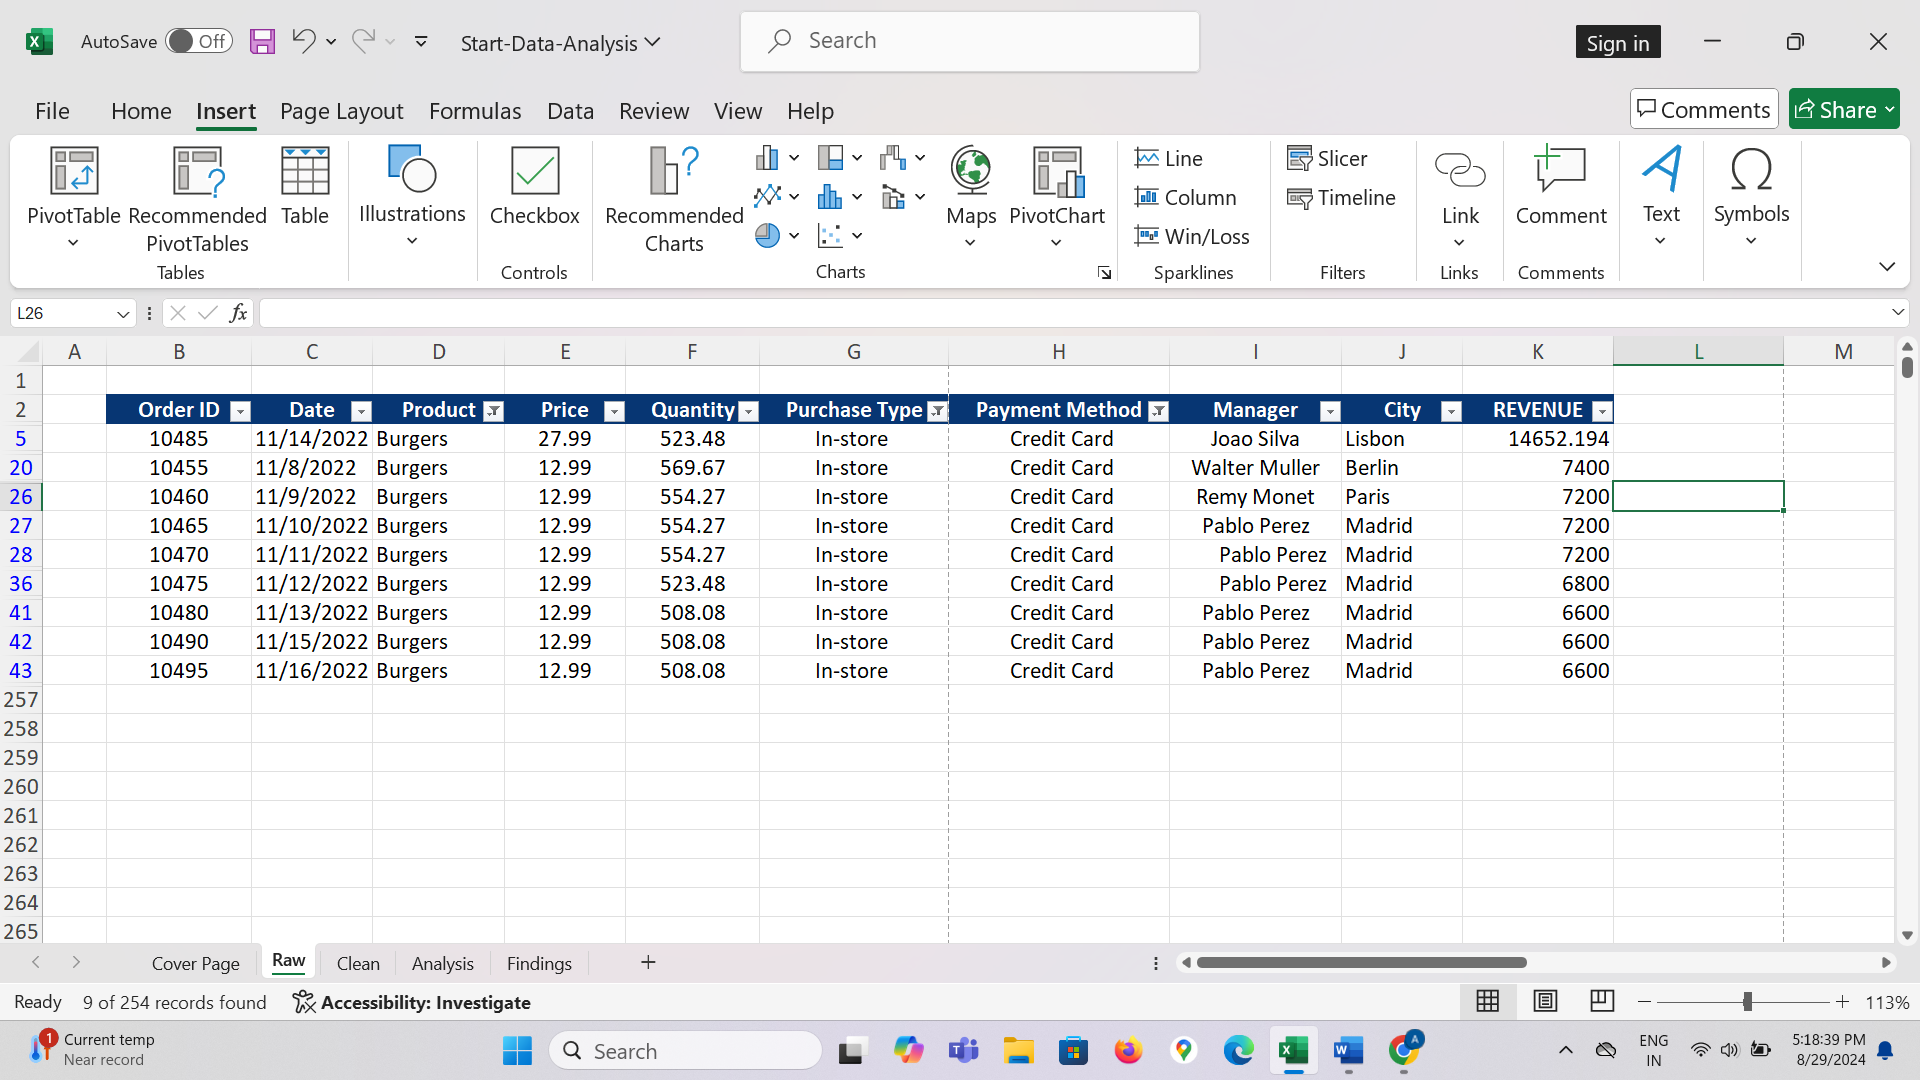 AutoSave Off Start-Data-Analysis Search Sign in
File Home Insert Page Layout Formulas Data Review View Help Comments Share
PivotTable Recommended PivotTables Table Illustrations Checkbox Recommended Charts Maps PivotChart Line Column Win/Loss Slicer Timeline Link Comment Text Symbols
Tables Controls Charts Sparklines Filters Links Comments
L26 fx
A B C D E F G H I J K L M
1
2 Order ID Date Product Price Quantity Purchase Type Payment Method Manager City REVENUE
5 10485 11/14/2022 Burgers 27.99 523.48 In-store Credit Card Joao Silva Lisbon 14652.194
20 10455 11/8/2022 Burgers 12.99 569.67 In-store Credit Card Walter Muller Berlin 7400
26 10460 11/9/2022 Burgers 12.99 554.27 In-store Credit Card Remy Monet Paris 7200
27 10465 11/10/2022 Burgers 12.99 554.27 In-store Credit Card Pablo Perez Madrid 7200
28 10470 11/11/2022 Burgers 12.99 554.27 In-store Credit Card Pablo Perez Madrid 7200
36 10475 11/12/2022 Burgers 12.99 523.48 In-store Credit Card Pablo Perez Madrid 6800
41 10480 11/13/2022 Burgers 12.99 508.08 In-store Credit Card Pablo Perez Madrid 6600
42 10490 11/15/2022 Burgers 12.99 508.08 In-store Credit Card Pablo Perez Madrid 6600
43 10495 11/16/2022 Burgers 12.99 508.08 In-store Credit Card Pablo Perez Madrid 6600
257
258
259
260
261
262
263
264
265
Cover Page Raw Clean Analysis Findings
Ready 9 of 254 records found Accessibility: Investigate 113%
1 Current temp
Near record
Search
A
ENG
IN
5:18:39 PM
8/29/2024